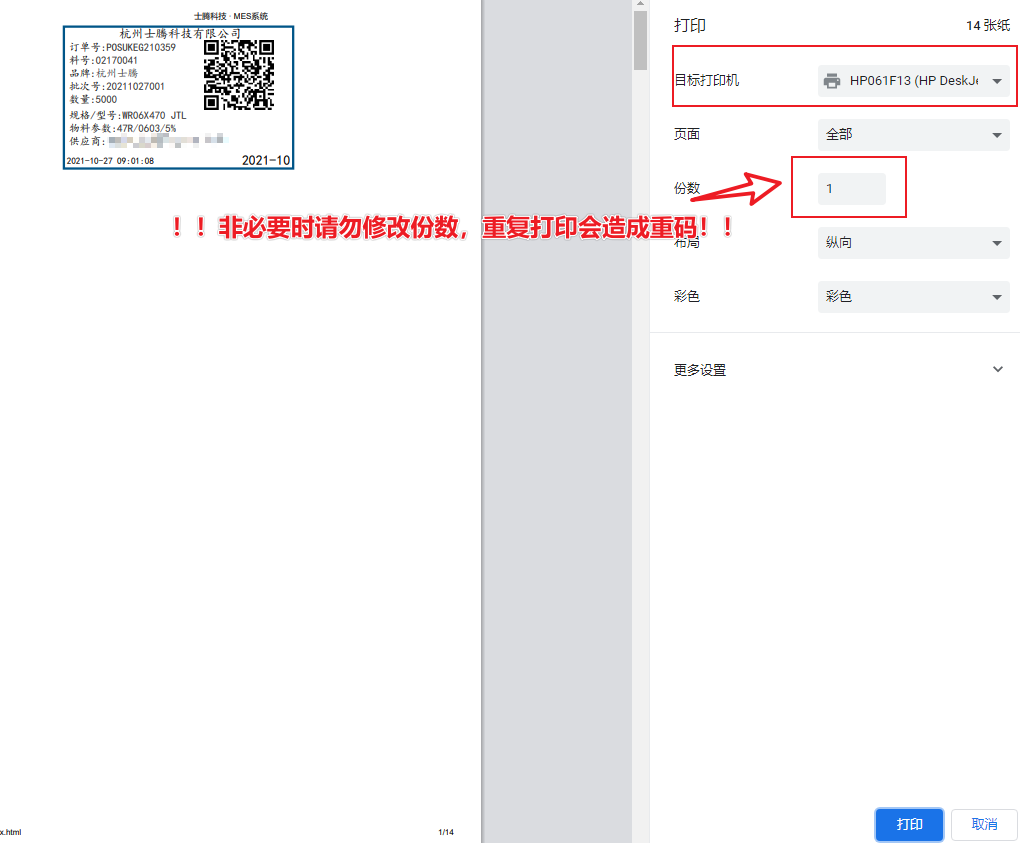 士腾科技 · MES系统
杭州士腾科技有限公司
订单号:POSUKEG210359
料号:02170041
品牌:杭州士腾
批次号:20211027001
数量:5000
规格/型号:WR06X470 JTL
物料参数:47R/0603/5%
供应商:
2021-10-27 09:01:08
2021-10
！！非必要时请勿修改份数，重复打印会造成重码！！
x.html
1/14
打印
14 张纸
目标打印机
HP061F13 (HP DeskJe
页面
全部
份数
1
布局
纵向
彩色
彩色
更多设置
打印
取消